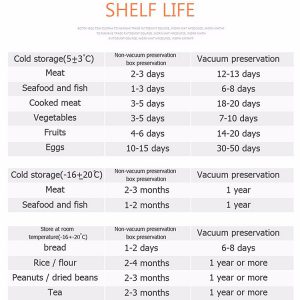 SHELF LIFE
Cold storage(5±3°C) Non-vacuum preservation box preservation Vacuum preservation
Meat 2-3 days 12-13 days
Seafood and fish 1-3 days 6-8 days
Cooked meat 3-5 days 18-20 days
Vegetables 3-5 days 7-10 days
Fruits 4-6 days 14-20 days
Eggs 10-15 days 30-50 days
Cold storage(-16±20°C) Non-vacuum preservation box preservation Vacuum preservation
Meat 2-3 months 1 year
Seafood and fish 1-2 months 1 year
Store at room temperature(-16±-20°C) Non-vacuum preservation box preservation Vacuum preservation
bread 1-2 days 6-8 days
Rice / flour 2-4 months 1 year or more
Peanuts / dried beans 2-3 months 1 year or more
Tea 2-3 months 1 year or more